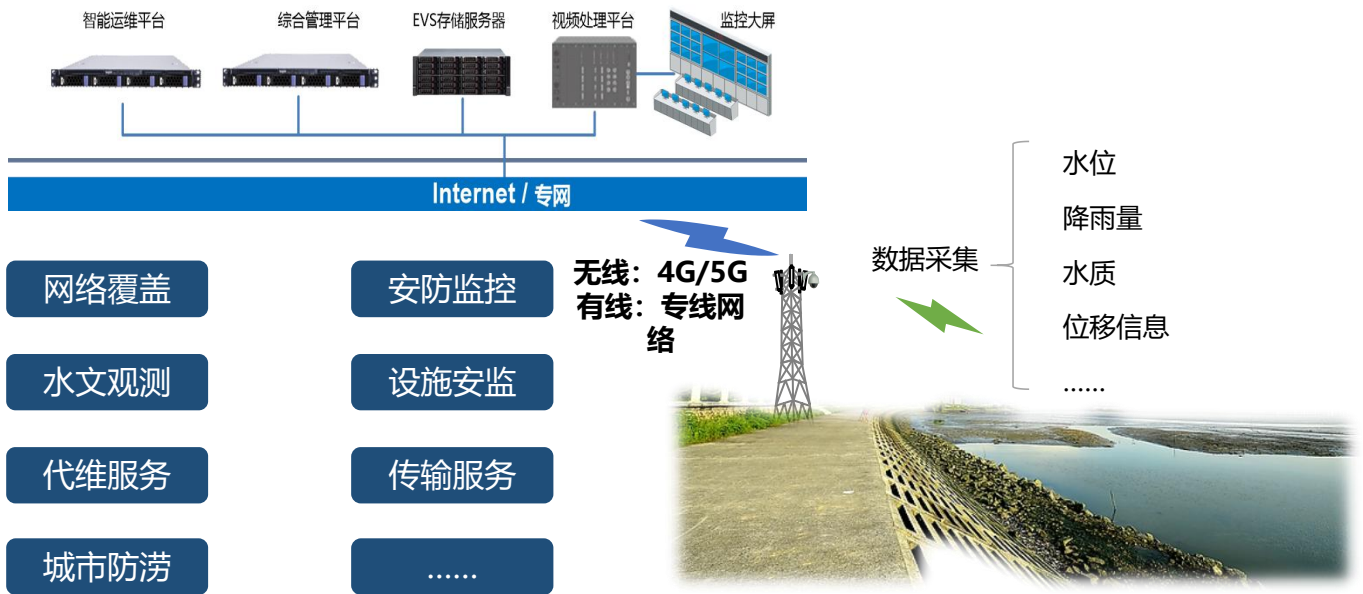 智能运维平台
综合管理平台
EVS存储服务器
视频处理平台
监控大屏
Internet / 专网
网络覆盖
安防监控
水文观测
设施安监
代维服务
传输服务
城市防涝
......
无线：4G/5G
有线：专线网
络
数据采集
水位
降雨量
水质
位移信息
......